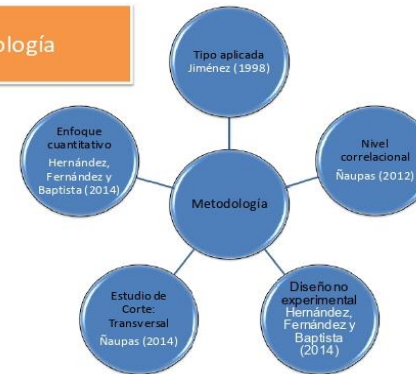 ología
Tipo aplicada
Jiménez (1998)
Enfoque
cuantitativo
Hernández,
Fernández y
Baptista (2014)
Nivel
correlacional
Ñaupas (2012)
Metodología
Estudio de
Corte:
Transversal
Ñaupas (2014)
Diseño no
experimental
Hernández,
Fernández y
Baptista
(2014)